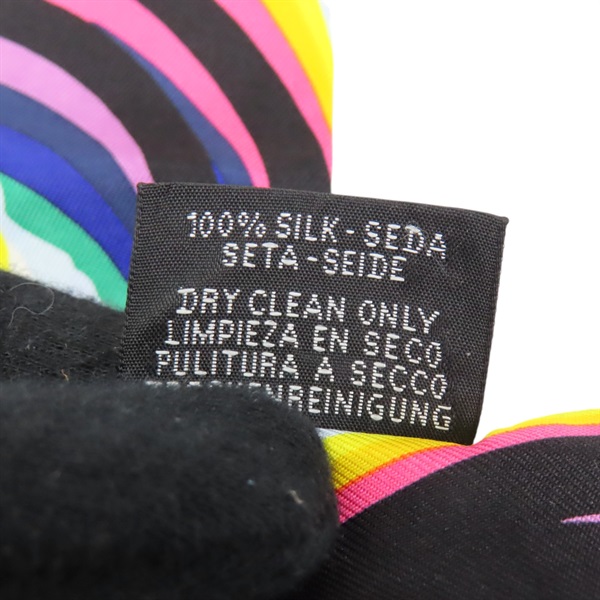 100% SILK - SEDA
SETA - SEIDE
DRY CLEAN ONLY
LIMPIEZA EN SECO
PULITURA A SECCO